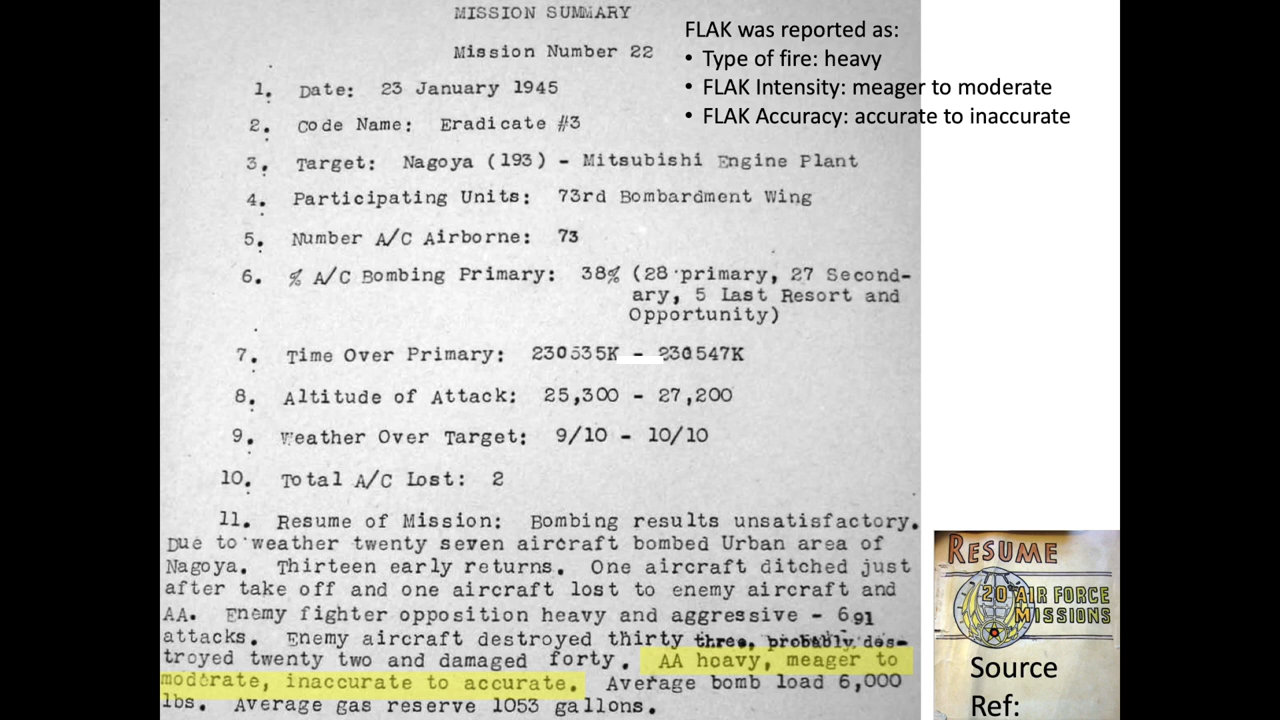 MISSION SUMMARY
Mission Number 22
1. Date: 23 January 1945
2. Code Name: Eradicate #3
3. Target: Nagoya (193) - Mitsubishi Engine Plant
4. Participating Units: 73rd Bombardment Wing
5. Number A/C Airborne: 73
6. % A/C Bombing Primary: 38% (28 primary, 27 Second-
ary, 5 Last Resort and
Opportunity)
7. Time Over Primary: 230535K - 230547K
8. Altitude of Attack: 25,300 - 27,200
9. Weather Over Target: 9/10 - 10/10
10. Total A/C Lost: 2
11. Resume of Mission: Bombing results unsatisfactory.
Due to weather twenty seven aircraft bombed Urban area of
Nagoya. Thirteen early returns. One aircraft ditched just
after take off and one aircraft lost to enemy aircraft and
AA. Enemy fighter opposition heavy and aggressive - 691
attacks. Enemy aircraft destroyed thirty three, probably des-
troyed twenty two and damaged forty. AA hoavy, meager to
moderate, inaccurate to accurate. Average bomb load 6,000
lbs. Average gas reserve 1053 gallons.
FLAK was reported as:
• Type of fire: heavy
• FLAK Intensity: meager to moderate
• FLAK Accuracy: accurate to inaccurate
RESUME
20th AIR FORCE
MISSIONS
Source
Ref: